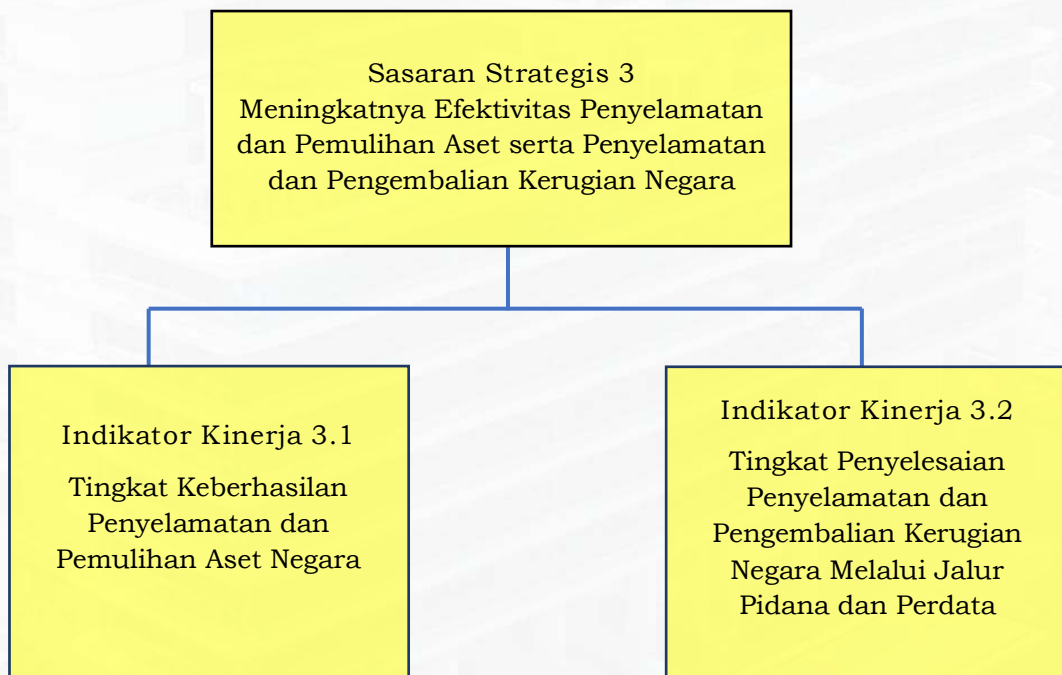 Sasaran Strategis 3
Meningkatnya Efektivitas Penyelamatan
dan Pemulihan Aset serta Penyelamatan
dan Pengembalian Kerugian Negara
Indikator Kinerja 3.1
Tingkat Keberhasilan
Penyelamatan dan
Pemulihan Aset Negara
Indikator Kinerja 3.2
Tingkat Penyelesaian
Penyelamatan dan
Pengembalian Kerugian
Negara Melalui Jalur
Pidana dan Perdata